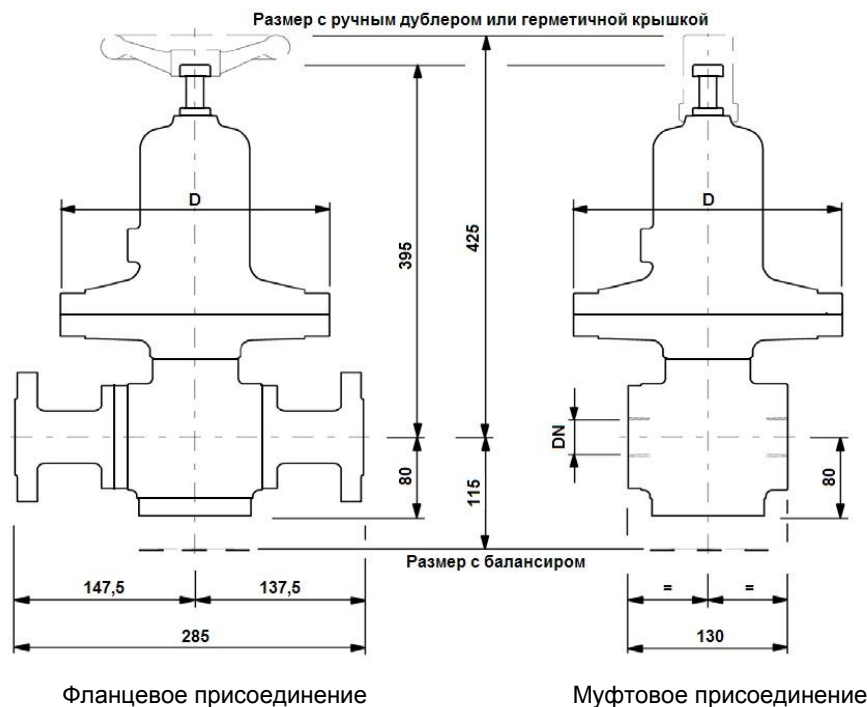 Размер с ручным дублером или герметичной крышкой
D
D
395
425
DN
80
115
80
Размер с балансиром
147,5
137,5
=
=
285
130
Фланцевое присоединение
Муфтовое присоединение